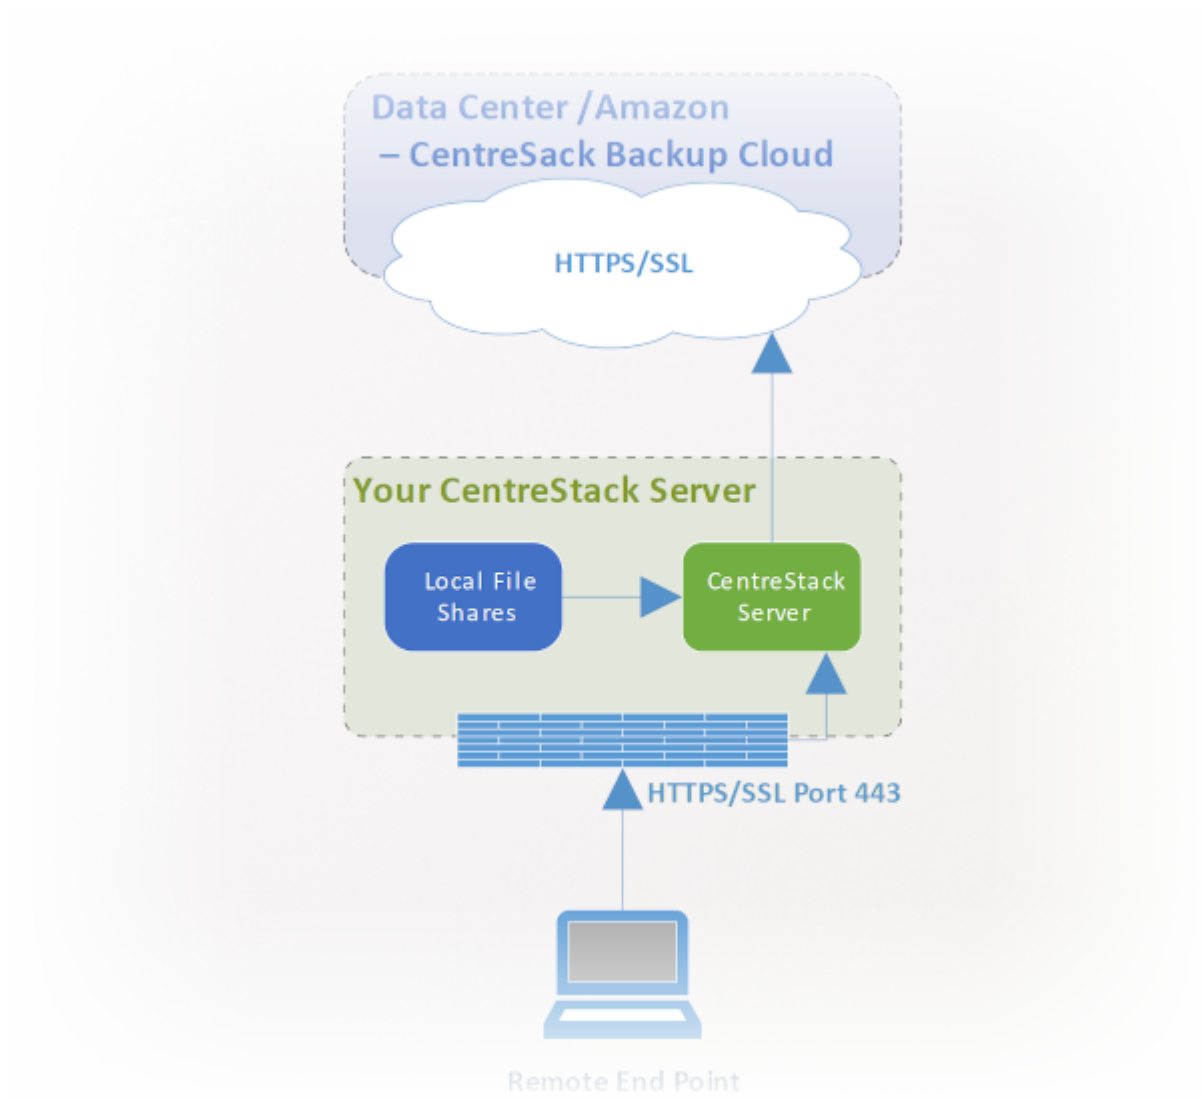 Data Center /Amazon
– CentreSack Backup Cloud
HTTPS/SSL
Your CentreStack Server
Local File
Shares
CentreStack
Server
HTTPS/SSL Port 443
Remote End Point